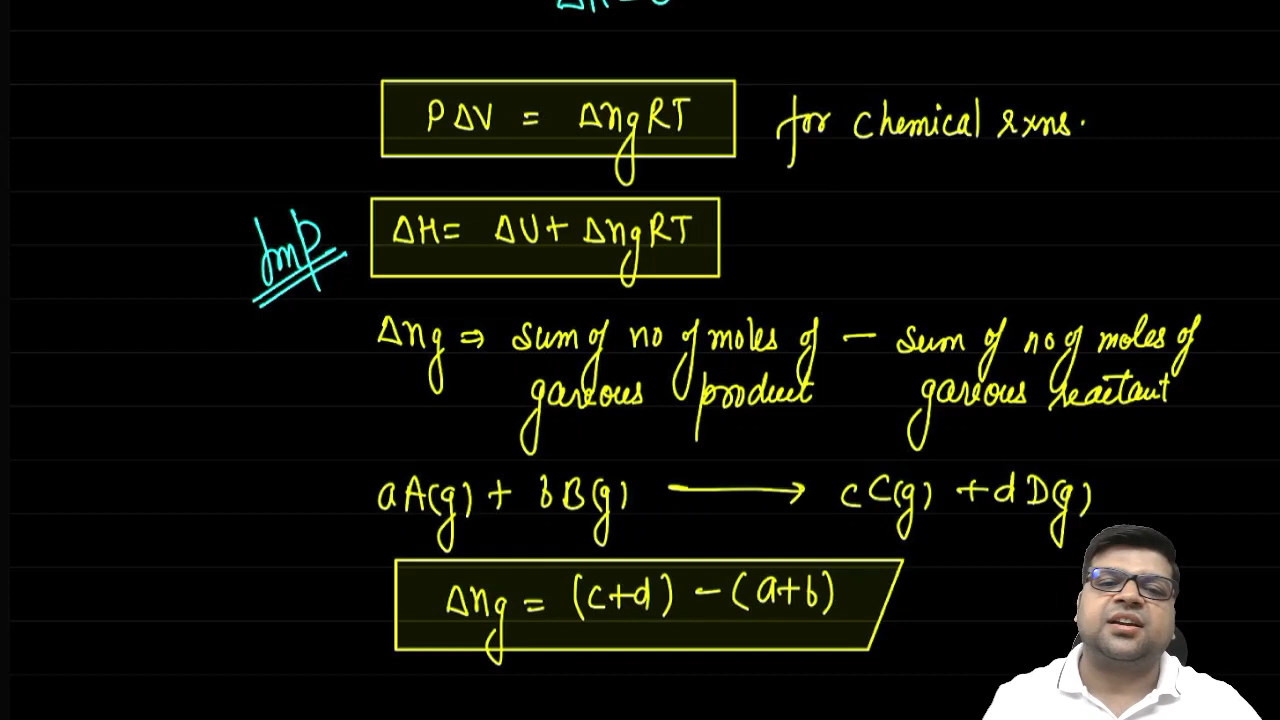 PΔV = ΔngRT for chemical rxns.
Imp ΔH = ΔU + ΔngRT
Δng ⇒ sum of no of moles of — sum of no of moles of
gaseous product gaseous reactant
aA(g) + bB(g) ⟶ cC(g) + dD(g)
Δng = (c+d) - (a+b)